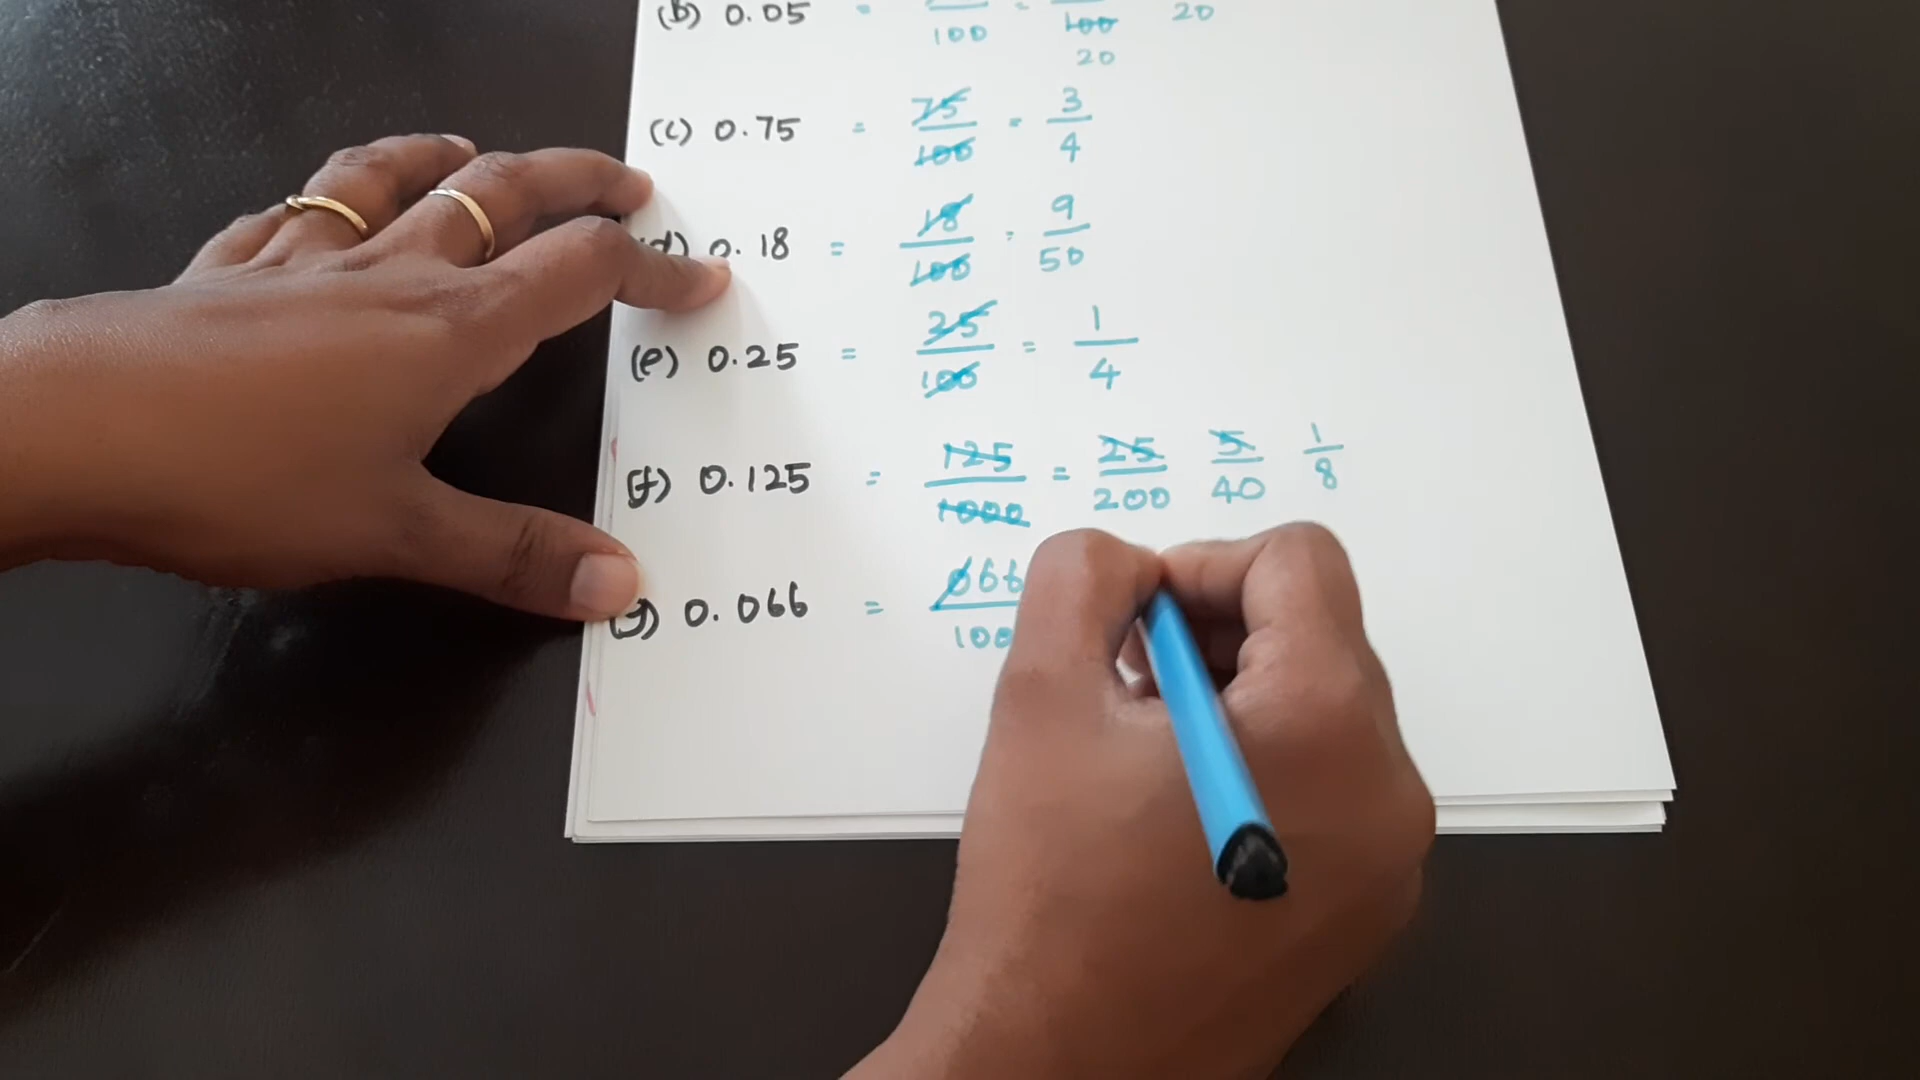 (b) 0.05 = /100 = /100 20 20
(c) 0.75 = 75/100 = 3/4
(d) 0.18 = 18/100 = 9/50
(e) 0.25 = 25/100 = 1/4
(f) 0.125 = 125/1000 = 25/200 5/40 1/8
(g) 0.066 = 066/100